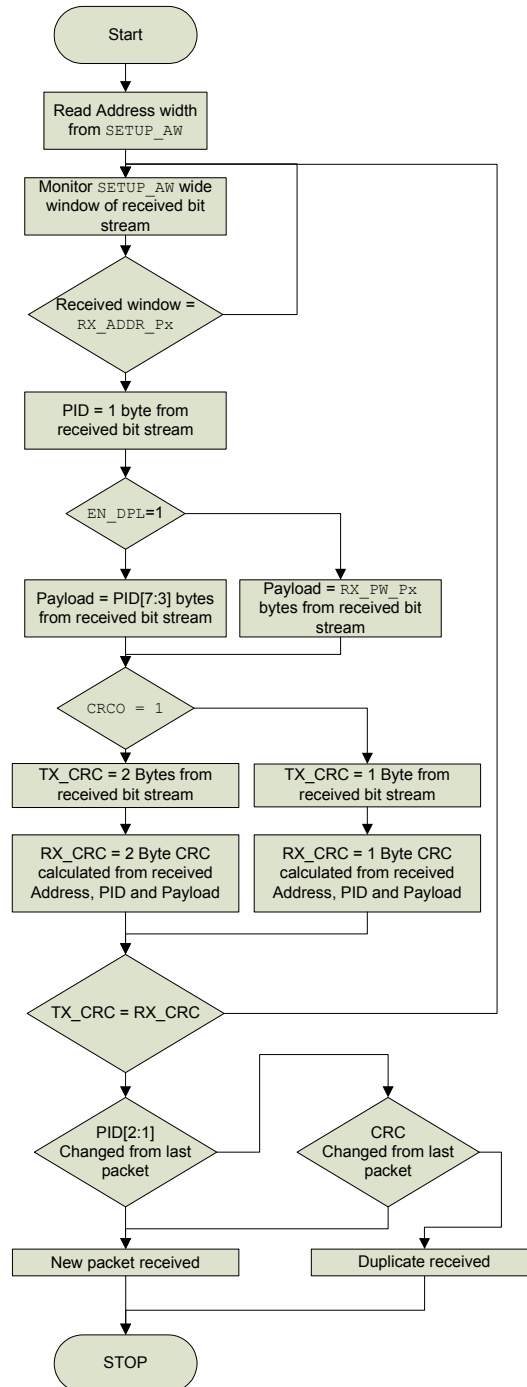 Start
Read Address width
from SETUP_AW
Monitor SETUP_AW wide
window of received bit
stream
Received window =
RX_ADDR_Px
PID = 1 byte from
received bit stream
EN_DPL=1
Payload = PID[7:3] bytes
from received bit stream
Payload = RX_PW_Px
bytes from received bit
stream
CRCO = 1
TX_CRC = 2 Bytes from
received bit stream
TX_CRC = 1 Byte from
received bit stream
RX_CRC = 2 Byte CRC
calculated from received
Address, PID and Payload
RX_CRC = 1 Byte CRC
calculated from received
Address, PID and Payload
TX_CRC = RX_CRC
PID[2:1]
Changed from last
packet
CRC
Changed from last
packet
New packet received
Duplicate received
STOP